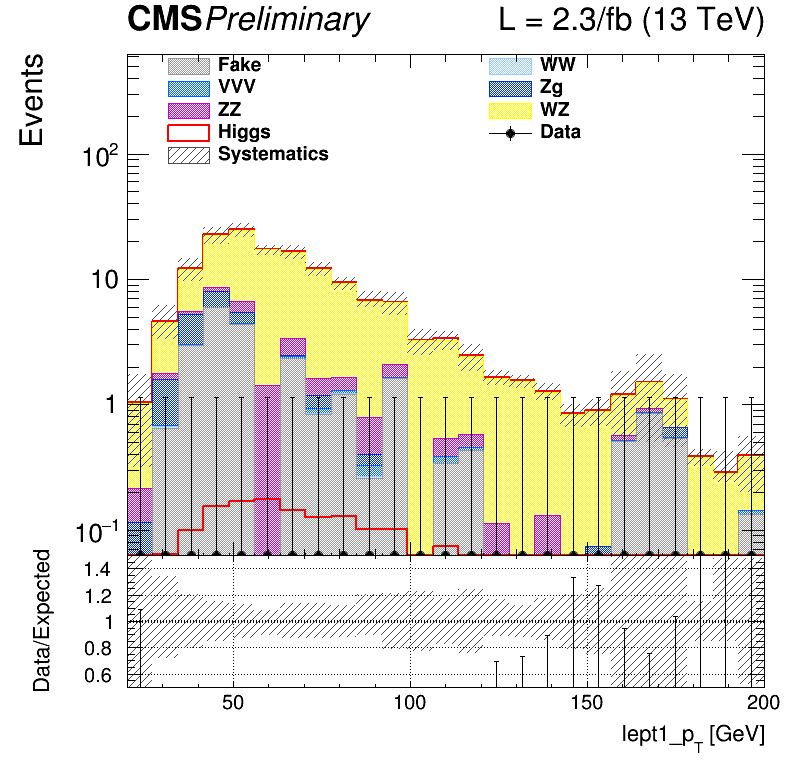 CMS Preliminary L = 2.3/fb (13 TeV)
Events
Fake WW
VVV Zg
ZZ WZ
Higgs Data
Systematics
10²
10
1
10⁻¹
Data/Expected
1.4
1.2
1
0.8
0.6
50 100 150 200
lept1_p_T [GeV]